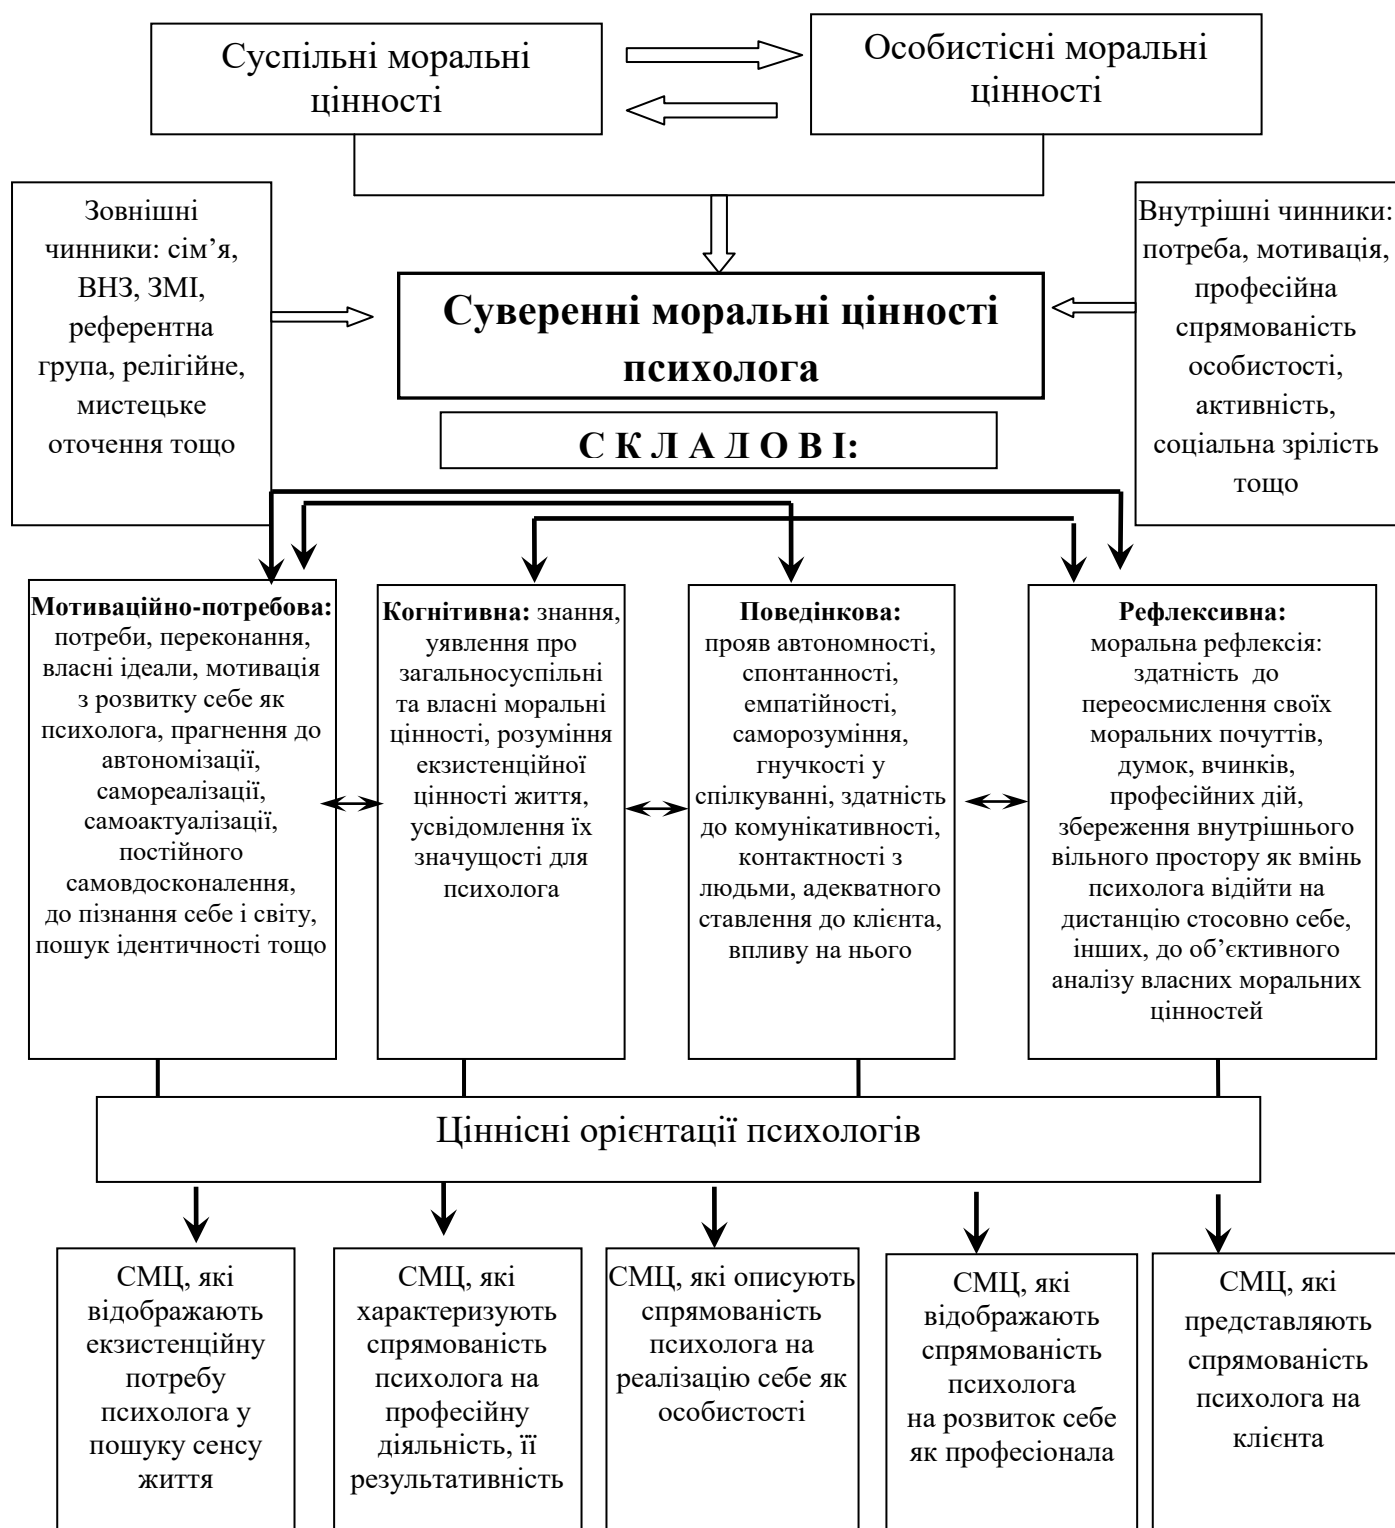 Суспільні моральні
цінності
Особистісні моральні
цінності
Зовнішні
чинники: сім’я,
ВНЗ, ЗМІ,
референтна
група, релігійне,
мистецьке
оточення тощо
Внутрішні чинники:
потреба, мотивація,
професійна
спрямованість
особистості,
активність,
соціальна зрілість
тощо
Суверенні моральні цінності
психолога
С К Л А Д О В І:
Мотиваційно-потребова:
потреби, переконання,
власні ідеали, мотивація
з розвитку себе як
психолога, прагнення до
автономізації,
самореалізації,
самоактуалізації,
постійного
самовдосконалення,
до пізнання себе і світу,
пошук ідентичності тощо
Когнітивна: знання,
уявлення про
загальносуспільні
та власні моральні
цінності, розуміння
екзистенційної
цінності життя,
усвідомлення їх
значущості для
психолога
Поведінкова:
прояв автономності,
спонтанності,
емпатійності,
саморозуміння,
гнучкості у
спілкуванні, здатність
до комунікативності,
контактності з
людьми, адекватного
ставлення до клієнта,
впливу на нього
Рефлексивна:
моральна рефлексія:
здатність до
переосмислення своїх
моральних почуттів,
думок, вчинків,
професійних дій,
збереження внутрішнього
вільного простору як вмінь
психолога відійти на
дистанцію стосовно себе,
інших, до об’єктивного
аналізу власних моральних
цінностей
Ціннісні орієнтації психологів
СМЦ, які
відображають
екзистенційну
потребу
психолога у
пошуку сенсу
життя
СМЦ, які
характеризують
спрямованість
психолога на
професійну
діяльність, її
результативність
СМЦ, які описують
спрямованість
психолога на
реалізацію себе як
особистості
СМЦ, які
відображають
спрямованість
психолога
на розвиток себе
як професіонала
СМЦ, які
представляють
спрямованість
психолога на
клієнта